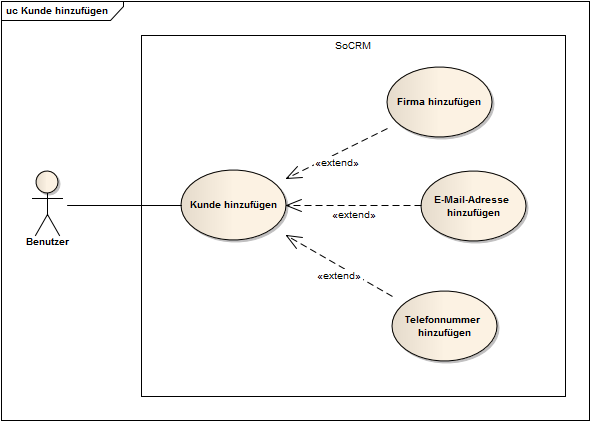 uc Kunde hinzufügen
SoCRM
Firma hinzufügen
«extend»
Kunde hinzufügen
E-Mail-Adresse
hinzufügen
«extend»
Benutzer
«extend»
Telefonnummer
hinzufügen